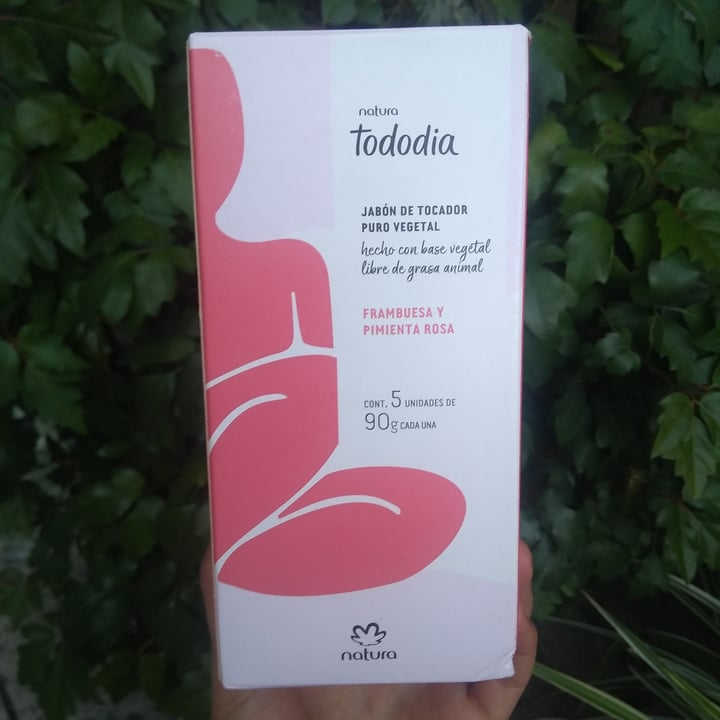 natura
tododia
JABÓN DE TOCADOR
PURO VEGETAL
hecho con base vegetal
libre de grasa animal
FRAMBUESA Y
PIMIENTA ROSA
CONT. 5 UNIDADES DE
90g CADA UNA
natura